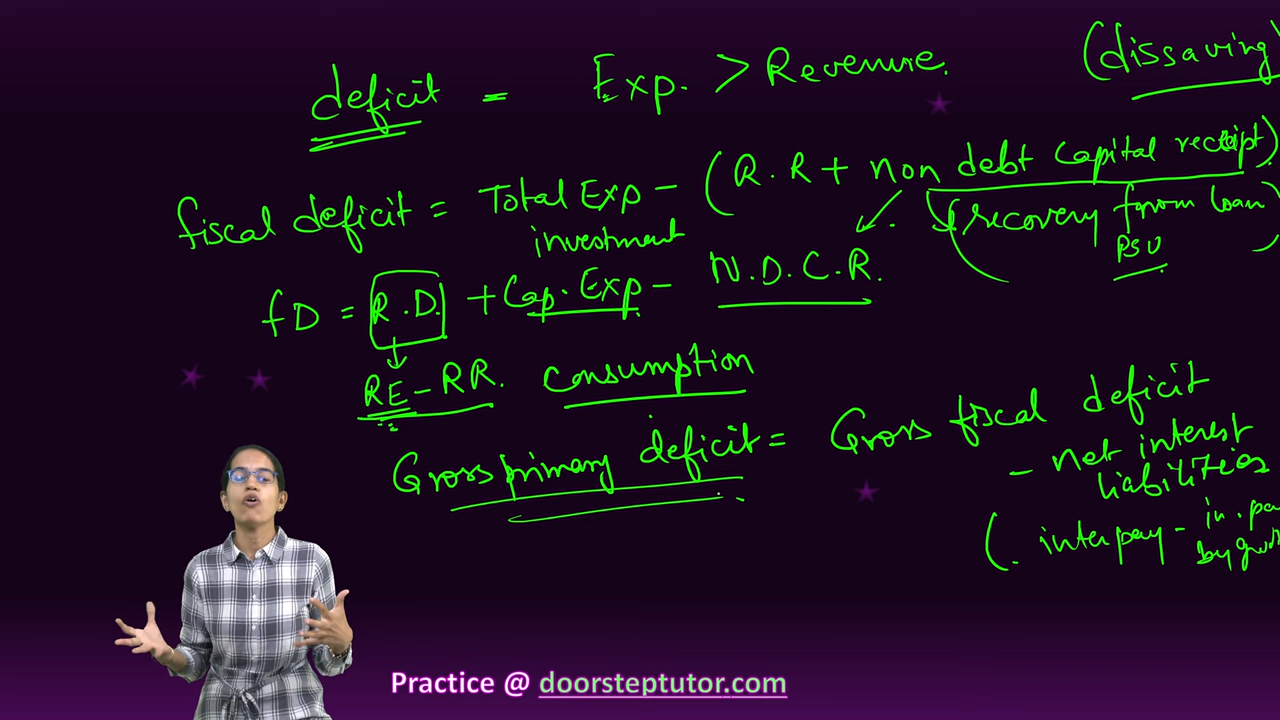 deficit = Exp. > Revenue. (dissaving)
fiscal deficit = Total Exp - (R.R + non debt Capital receipt)
investment (recovery from loan)
PSU
fD = R.D. + Cap. Exp - N.D.C.R.
RE - RR. Consumption
Gross primary deficit = Gross fiscal deficit
- net interest
liabilities
(. inter pay - in. pa
by
Practice @ doorsteptutor.com